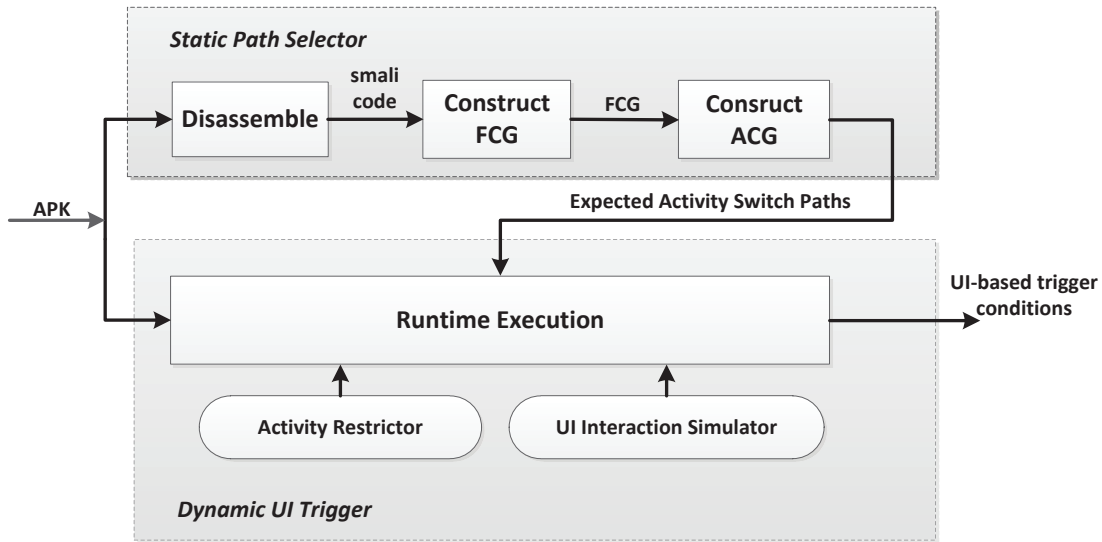 Static Path Selector
smali
code
Disassemble
Construct
FCG
FCG
Consruct
ACG
APK
Expected Activity Switch Paths
Runtime Execution
UI-based trigger
conditions
Activity Restrictor
UI Interaction Simulator
Dynamic UI Trigger